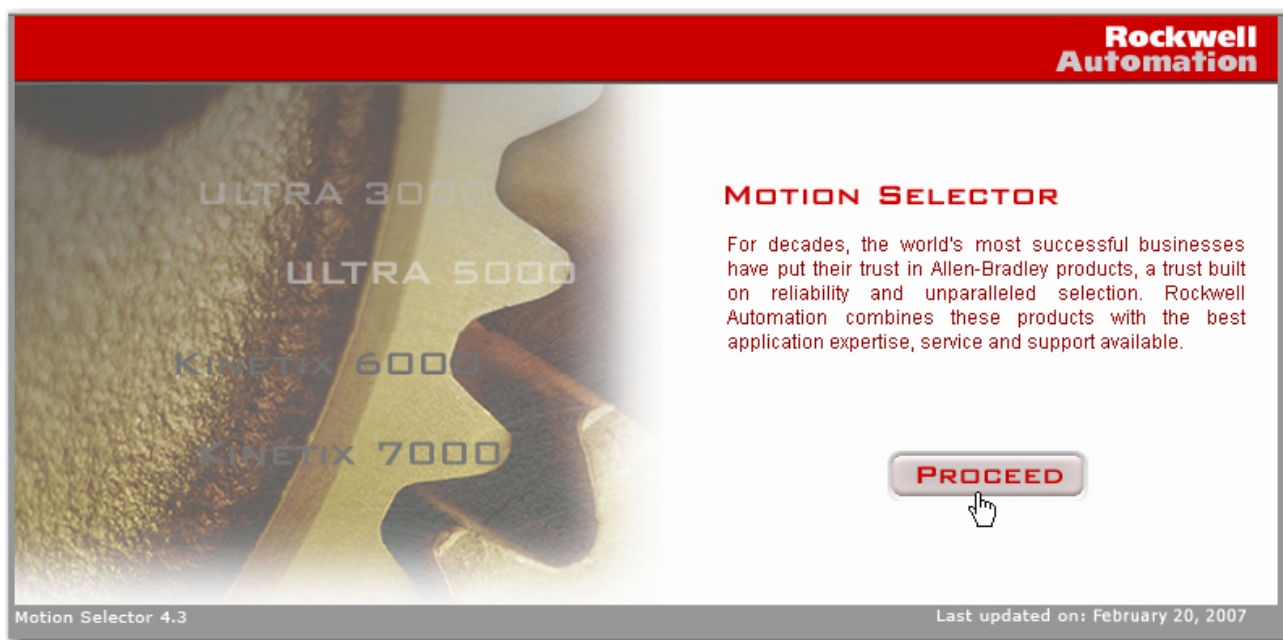 Rockwell
Automation
ULTRA 3000
ULTRA 5000
KINETIX 6000
KINETIX 7000
MOTION SELECTOR
For decades, the world's most successful businesses
have put their trust in Allen-Bradley products, a trust built
on reliability and unparalleled selection. Rockwell
Automation combines these products with the best
application expertise, service and support available.
PROCEED
Motion Selector 4.3
Last updated on: February 20, 2007